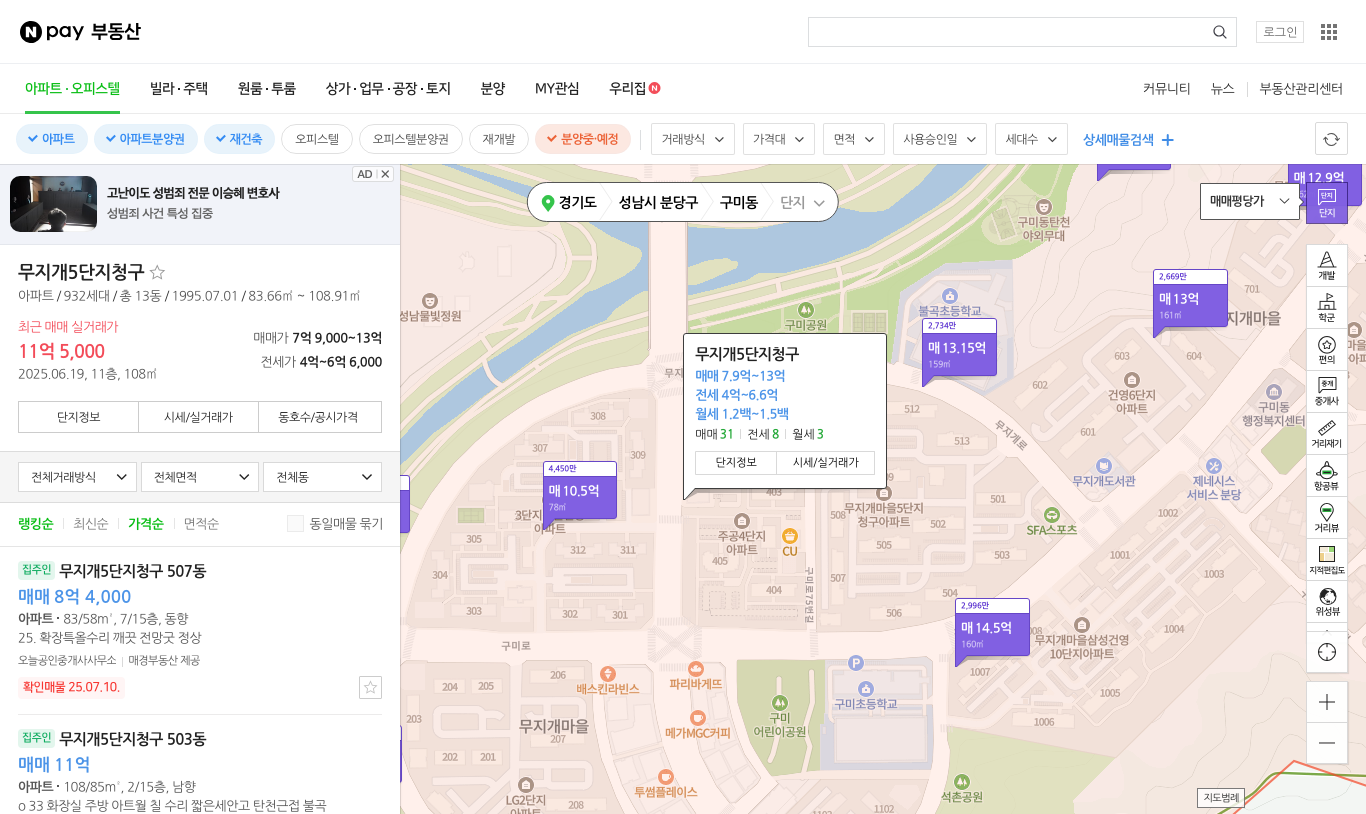 N pay 부동산
로그인
아파트·오피스텔 빌라·주택 원룸·투룸 상가·업무·공장·토지 분양 MY관심 우리집 N
커뮤니티 뉴스 부동산관리센터
아파트 아파트분양권 재건축 오피스텔 오피스텔분양권 재개발 분양중·예정
거래방식 가격대 면적 사용승인일 세대수 상세매물검색
AD
고난이도 성범죄 전문 이승혜 변호사
성범죄 사건 특성 집중
무지개5단지청구
아파트 / 932세대 / 총 13동 / 1995.07.01 / 83.66㎡ ~ 108.91㎡
최근 매매 실거래가
11억 5,000
2025.06.19, 11층, 108㎡
매매가 7억 9,000~13억
전세가 4억~6억 6,000
단지정보 시세/실거래가 동호수/공시가격
전체거래방식 전체면적 전체동
랭킹순 최신순 가격순 면적순 동일매물 묶기
집주인 무지개5단지청구 507동
매매 8억 4,000
아파트 · 83/58m², 7/15층, 동향
25. 확장특올수리 깨끗 전망굿 정상
오늘공인중개사사무소 매경부동산 제공
확인매물 25.07.10.
집주인 무지개5단지청구 503동
매매 11억
아파트 · 108/85m², 2/15층, 남향
o 33 화장실 주방 아트월 칠 수리 짧은세안고 탄천근접 불곡
경기도 성남시 분당구 구미동 단지
매 12.9억
매매평당가
단지
단지
구미동탄천
야외무대
성남물빛정원
구미공원
불곡초등학교
2,734만
매 13.15억
159㎡
2,669만
매 13억
161㎡
701
무지개5단지청구
매매 7.9억~13억
전세 4억~6.6억
월세 1.2백~1.5백
매매 31 전세 8 월세 3
단지정보 시세/실거래가
603
604
602
601
건영6단지
아파트
구미동
행정복지센터
512
513
무지개로
308
307
309
4,450만
매 10.5억
78㎡
305
312
311
304
303
302
301
403
주공4단지
아파트
405
404
CU
구미로75번길
무지개마을5단지
청구아파트
508
502
505
503
507
506
501
무지개도서관
제네시스
서비스 분당
SFA스포츠
1002
1001
1003
1004
2,996만
매 14.5억
160㎡
무지개마을삼성건영
10단지아파트
1007
1005
1006
구미로
204
205
206
203
207
202
201
208
배스킨라빈스
무지개마을
파리바게뜨
메가MGC커피
투썸플레이스
LG2단지
아파트
구미
어린이공원
P
구미초등학교
석촌공원
1103
1102
개발
학군
편의
중개
중개사
거리재기
항공뷰
거리뷰
지적편집도
위성뷰
지도범례